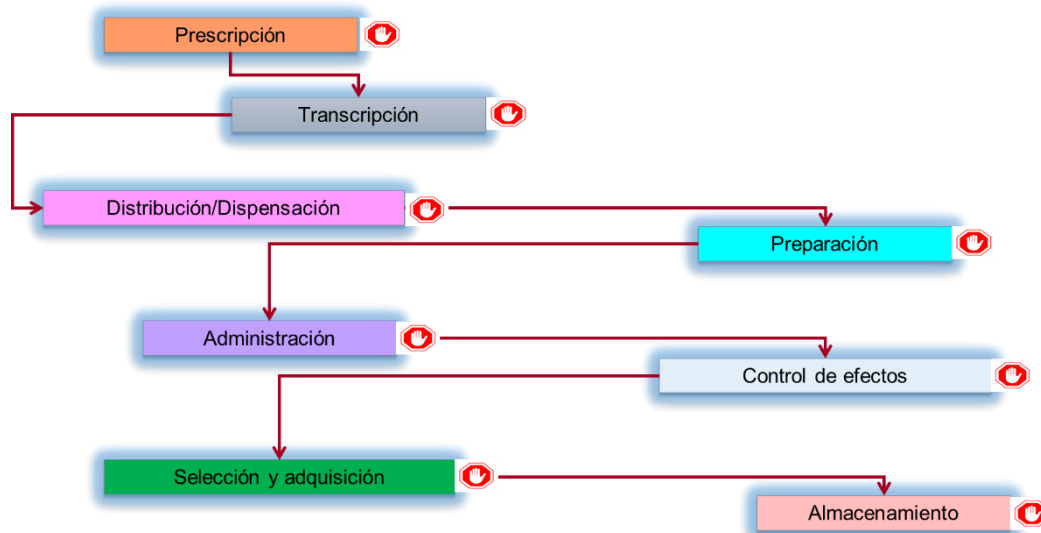 Prescripción
Transcripción
Distribución/Dispensación
Preparación
Administración
Control de efectos
Selección y adquisición
Almacenamiento